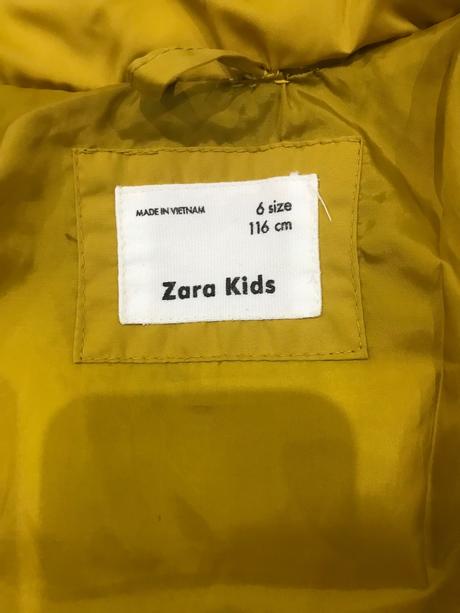 MADE IN VIETNAM
6 size
116 cm
Zara Kids